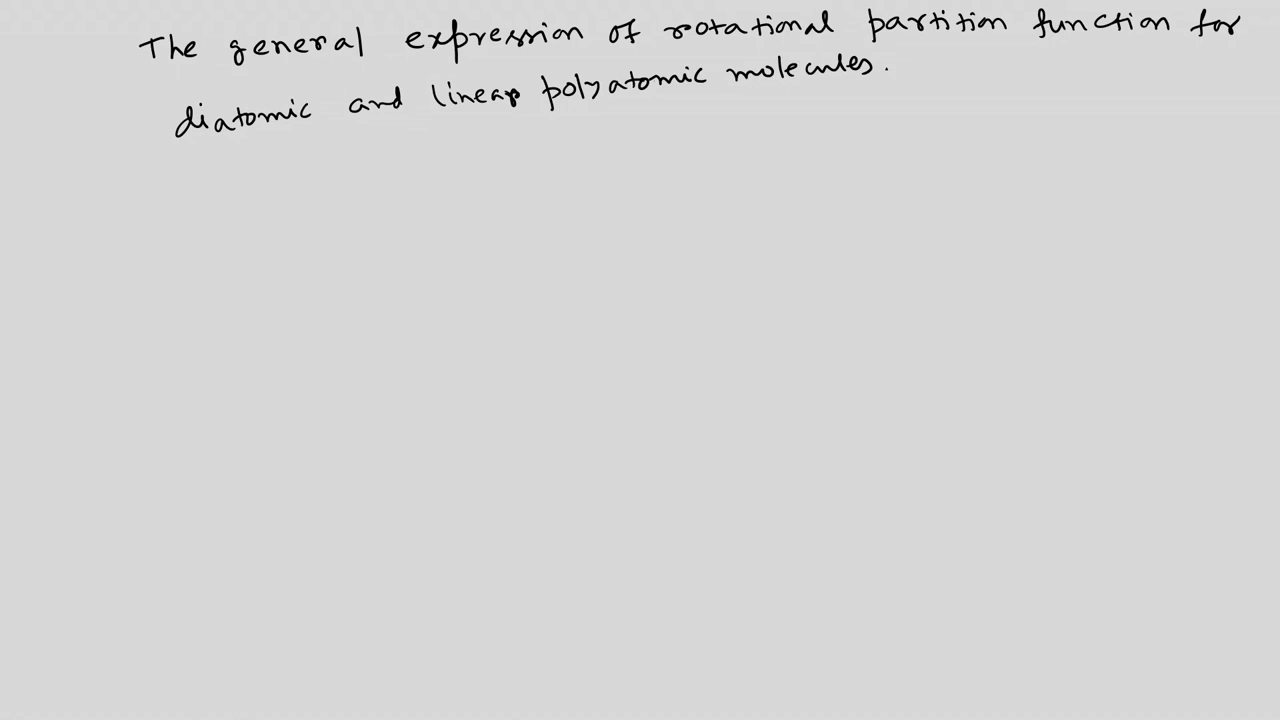 The general expression of rotational partition function for
diatomic and linear polyatomic molecules.